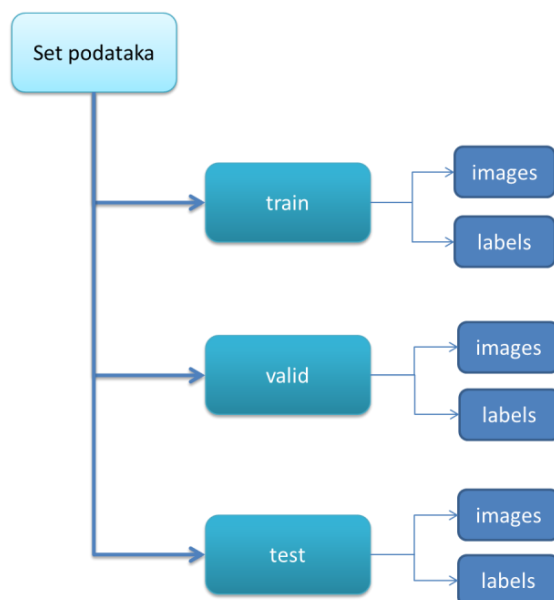 Set podataka
train
images
labels
valid
images
labels
test
images
labels